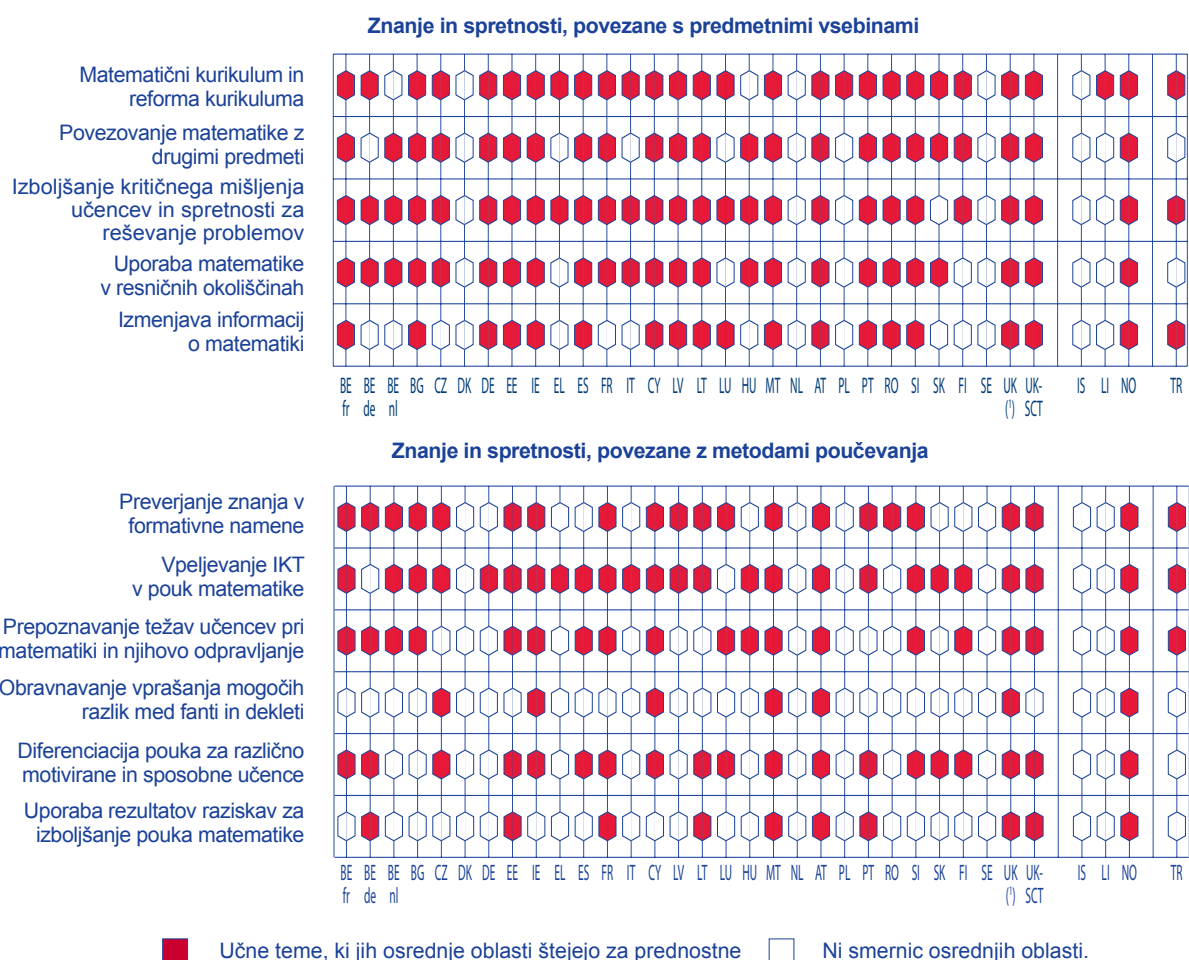 Znanje in spretnosti, povezane s predmetnimi vsebinami
Matematični kurikulum in
reforma kurikuluma
Povezovanje matematike z
drugimi predmeti
Izboljšanje kritičnega mišljenja
učencev in spretnosti za
reševanje problemov
Uporaba matematike
v resničnih okoliščinah
Izmenjava informacij
o matematiki
BE BE BE BG CZ DK DE EE IE EL ES FR IT CY LV LT LU HU MT NL AT PL PT RO SI SK FI SE UK UK- IS LI NO TR
fr de nl (¹) SCT
Znanje in spretnosti, povezane z metodami poučevanja
Preverjanje znanja v
formativne namene
Vpeljevanje IKT
v pouk matematike
Prepoznavanje težav učencev pri
matematiki in njihovo odpravljanje
Obravnavanje vprašanja mogočih
razlik med fanti in dekleti
Diferenciacija pouka za različno
motivirane in sposobne učence
Uporaba rezultatov raziskav za
izboljšanje pouka matematike
BE BE BE BG CZ DK DE EE IE EL ES FR IT CY LV LT LU HU MT NL AT PL PT RO SI SK FI SE UK UK- IS LI NO TR
fr de nl (¹) SCT
Učne teme, ki jih osrednje oblasti štejejo za prednostne Ni smernic osrednjih oblasti.